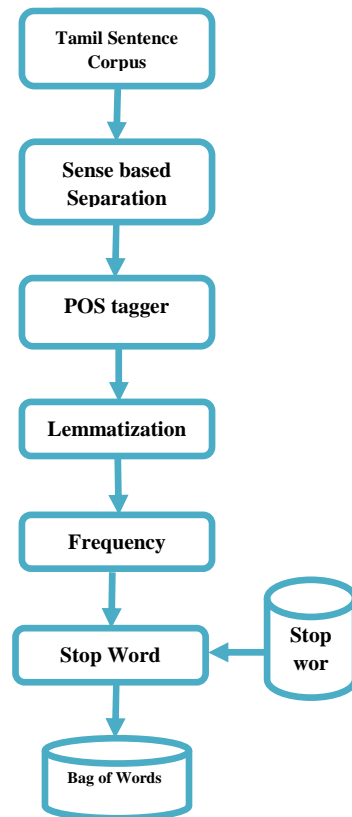 Tamil Sentence
Corpus
Sense based
Separation
POS tagger
Lemmatization
Frequency
Stop Word
Stop
wor
Bag of Words